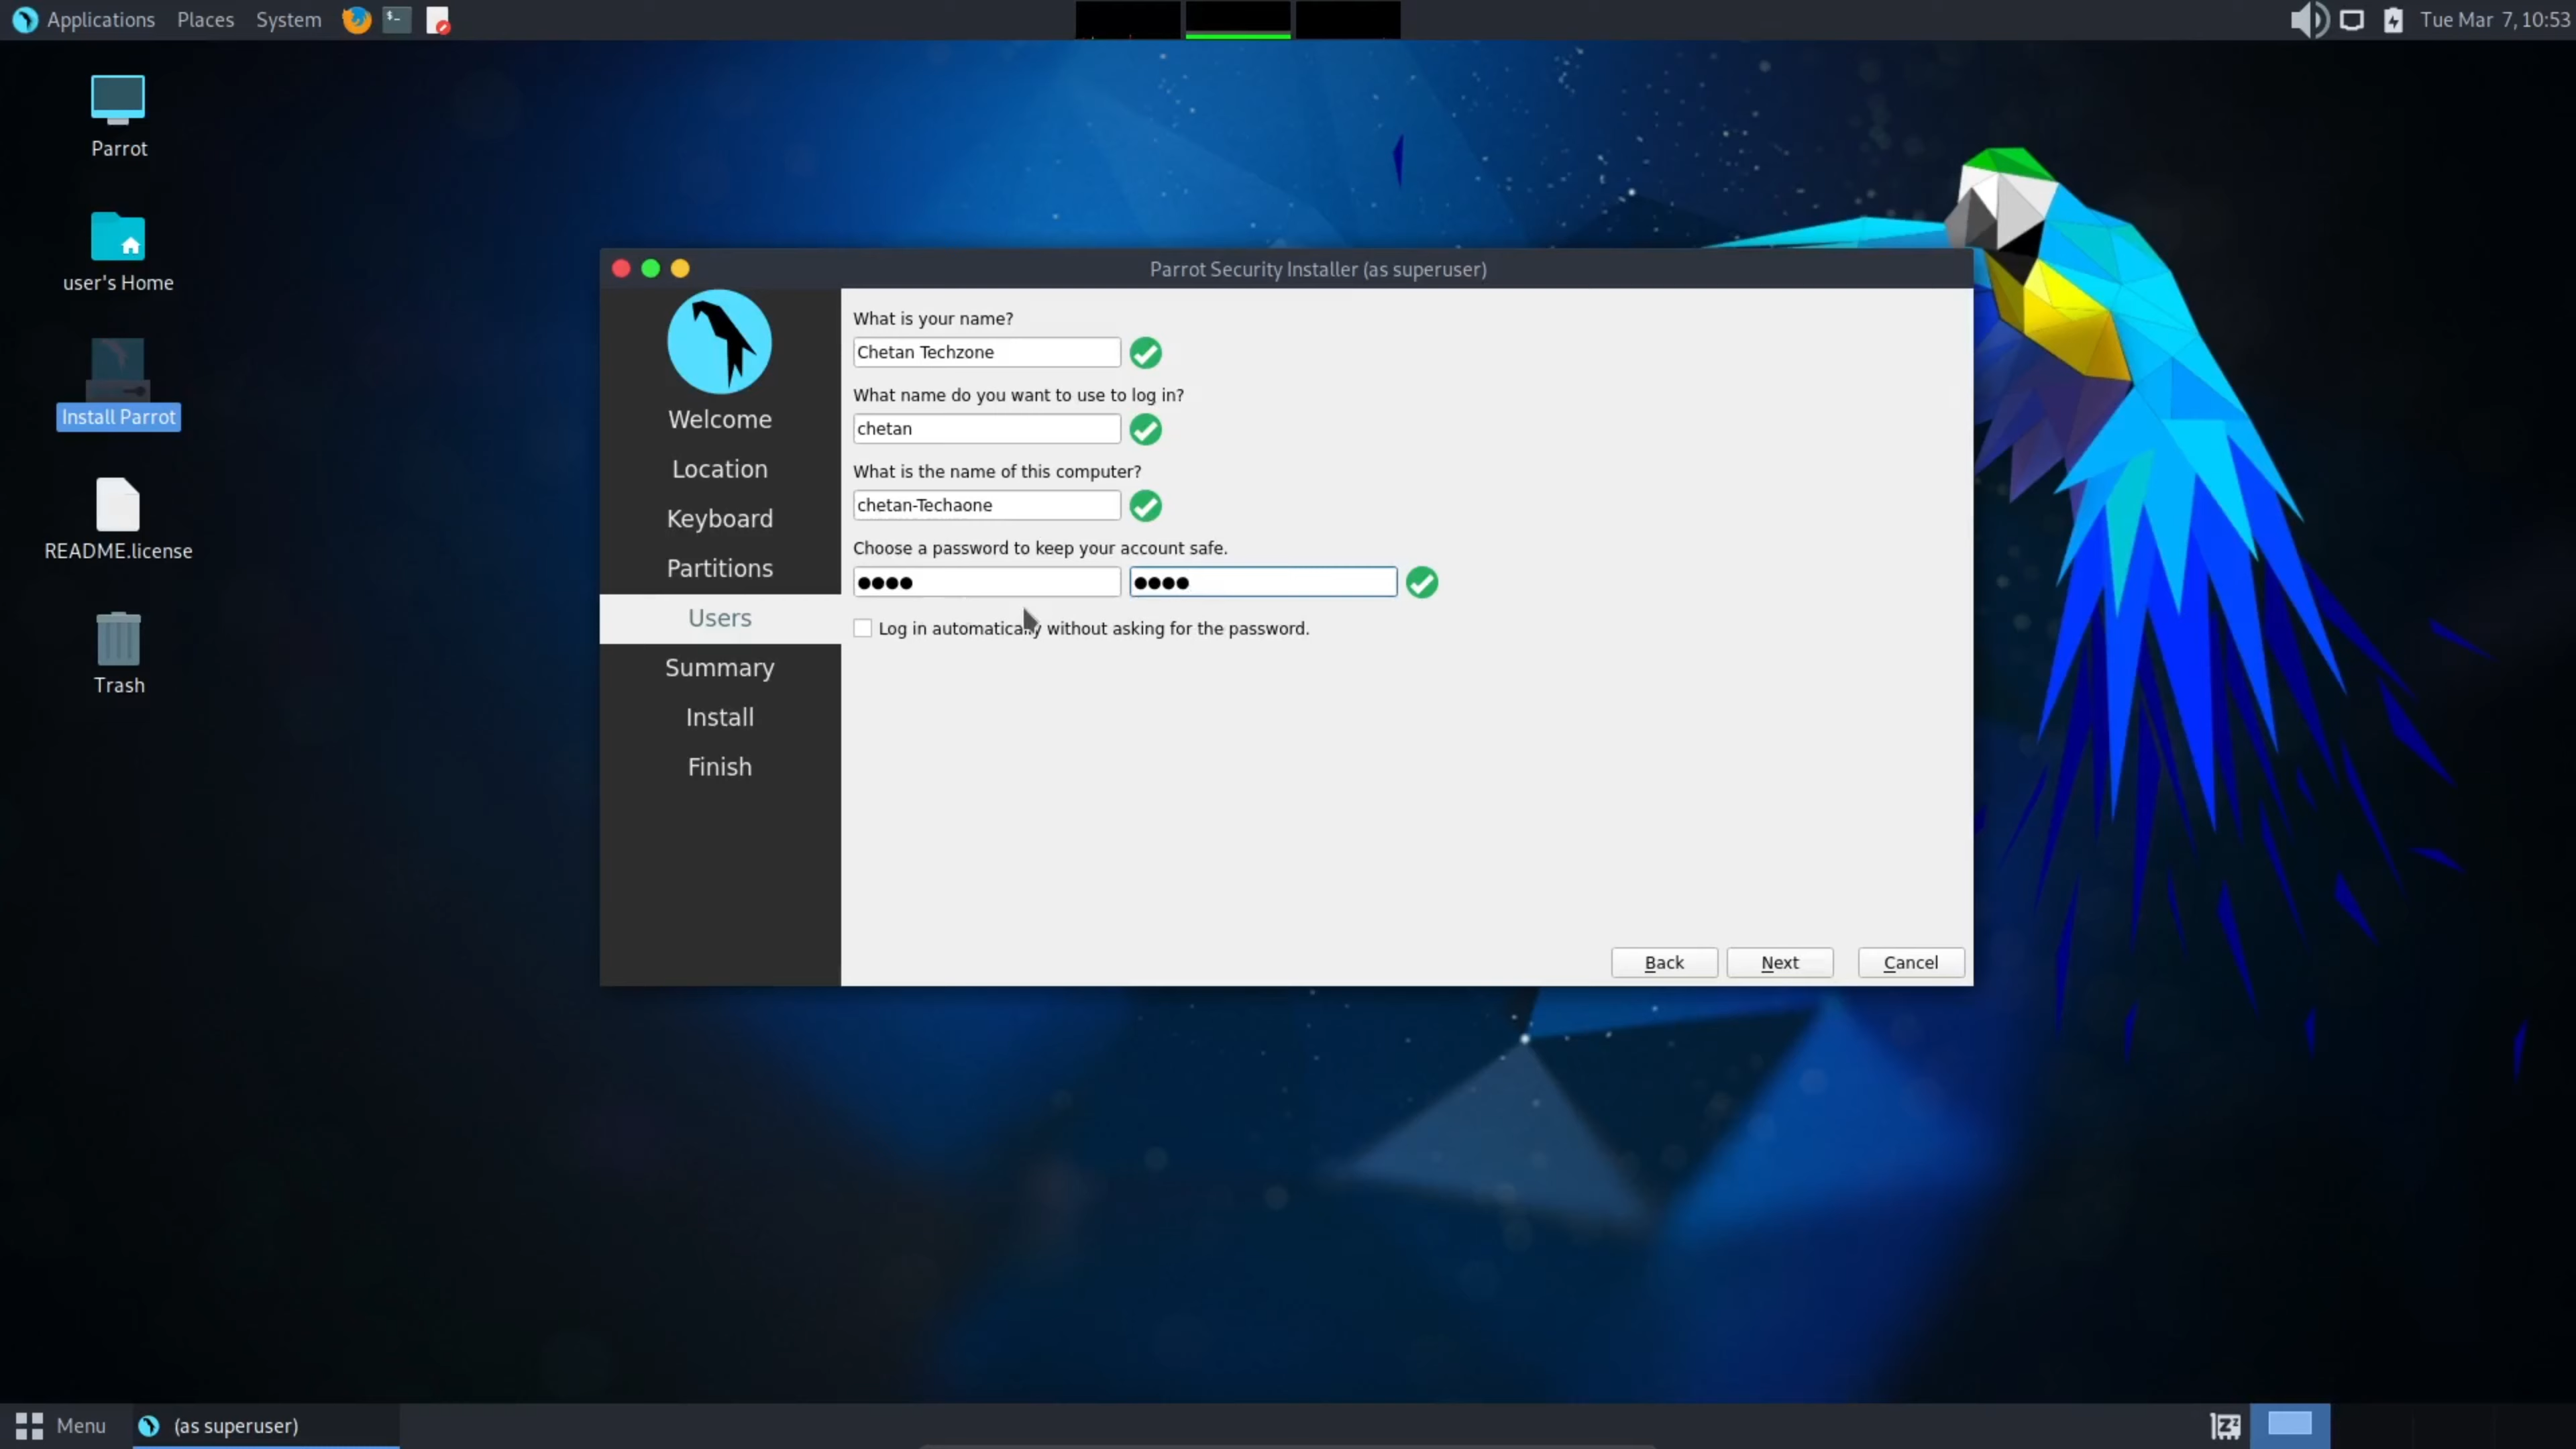 Applications Places System
Tue Mar 7, 10:53
Parrot
user's Home
Install Parrot
README.license
Trash
Parrot Security Installer (as superuser)
Welcome
Location
Keyboard
Partitions
Users
Summary
Install
Finish
What is your name?
Chetan Techzone
What name do you want to use to log in?
chetan
What is the name of this computer?
chetan-Techaone
Choose a password to keep your account safe.
●●●● ●●●●
Log in automatically without asking for the password.
Back Next Cancel
Menu (as superuser)